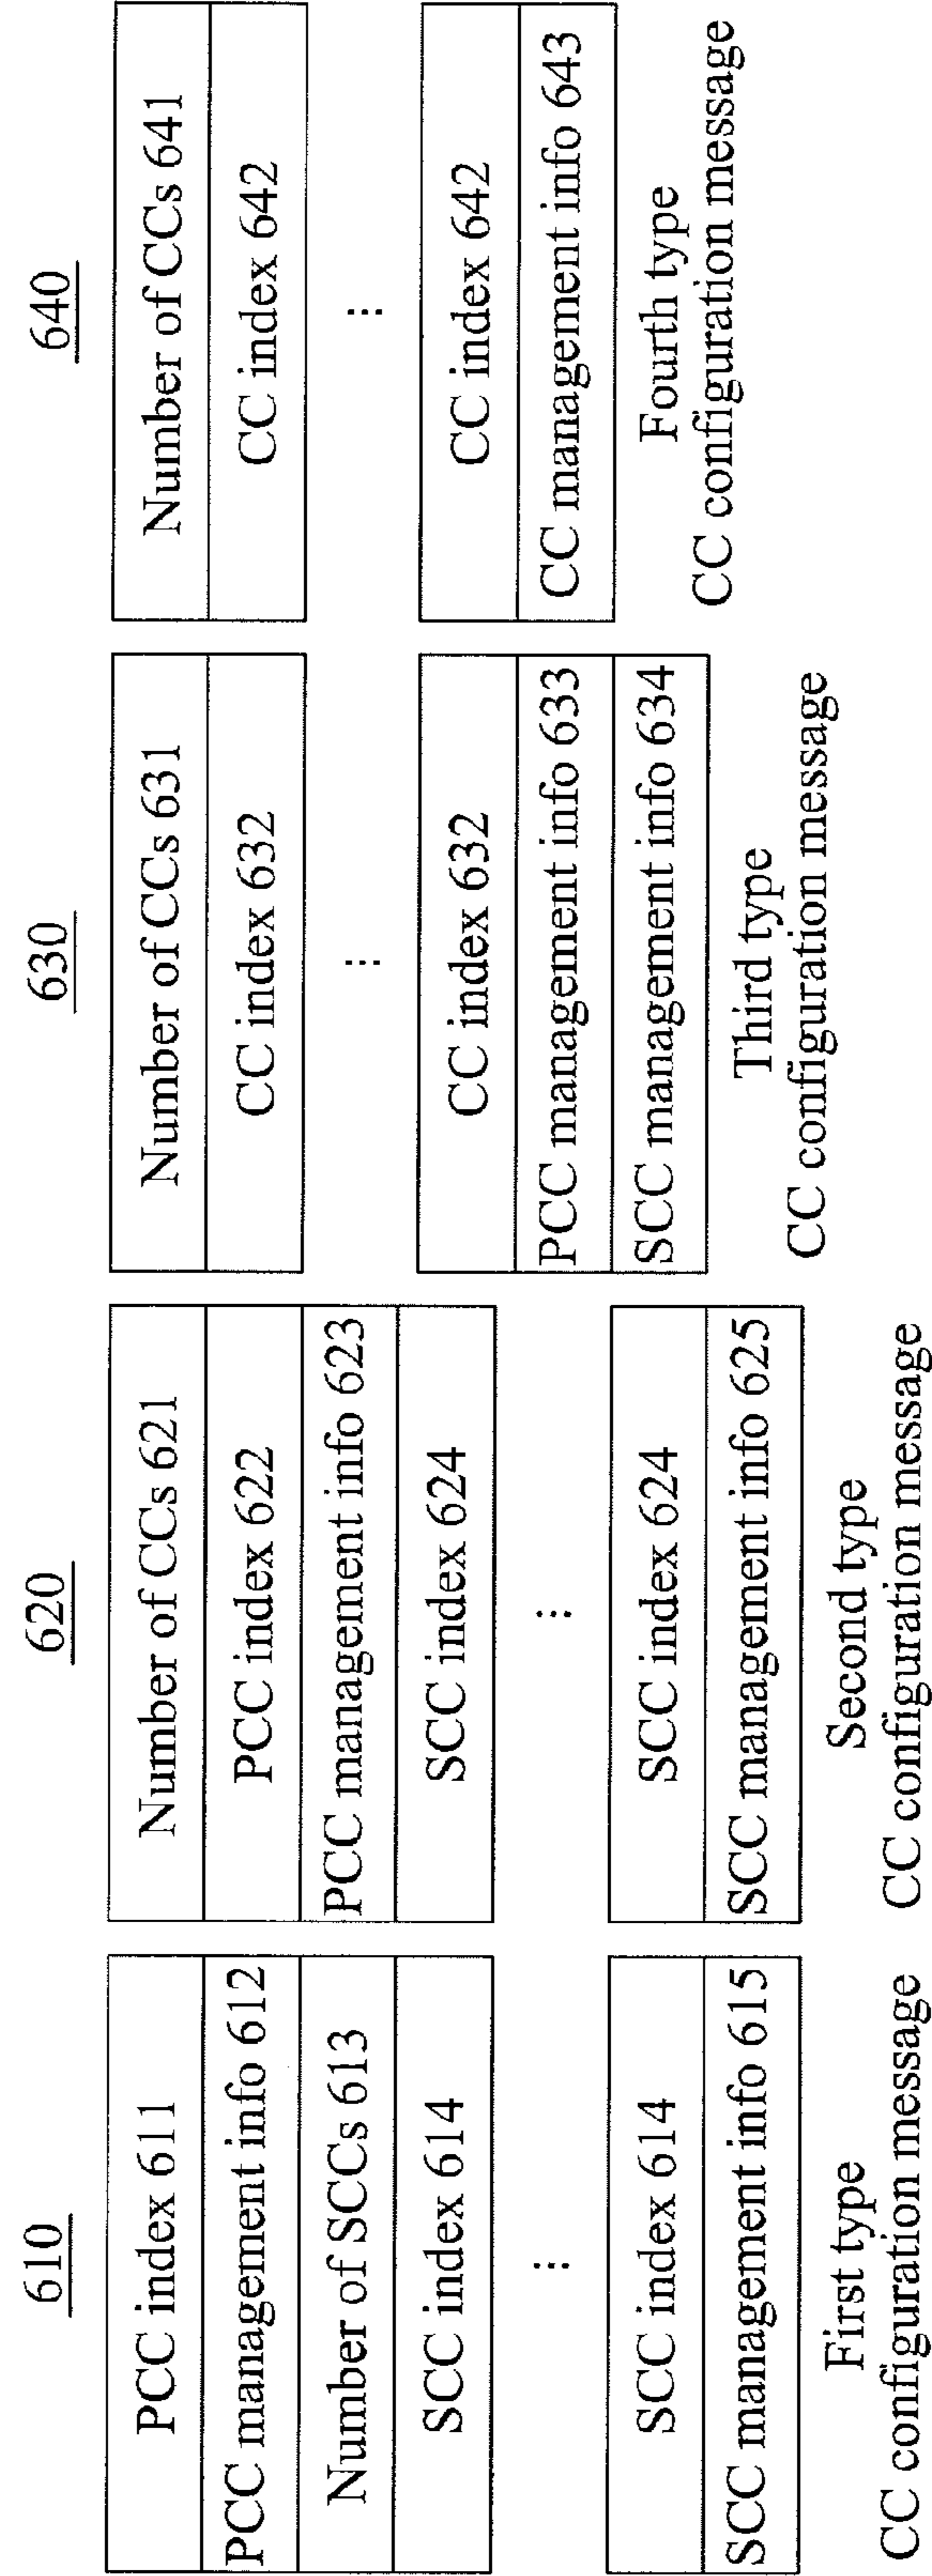 610
PCC index 611
PCC management info 612
Number of SCCs 613
SCC index 614
...
SCC index 614
SCC management info 615
First type
CC configuration message
620
Number of CCs 621
PCC index 622
PCC management info 623
SCC index 624
...
SCC index 624
SCC management info 625
Second type
CC configuration message
630
Number of CCs 631
CC index 632
...
CC index 632
PCC management info 633
SCC management info 634
Third type
CC configuration message
640
Number of CCs 641
CC index 642
...
CC index 642
CC management info 643
Fourth type
CC configuration message